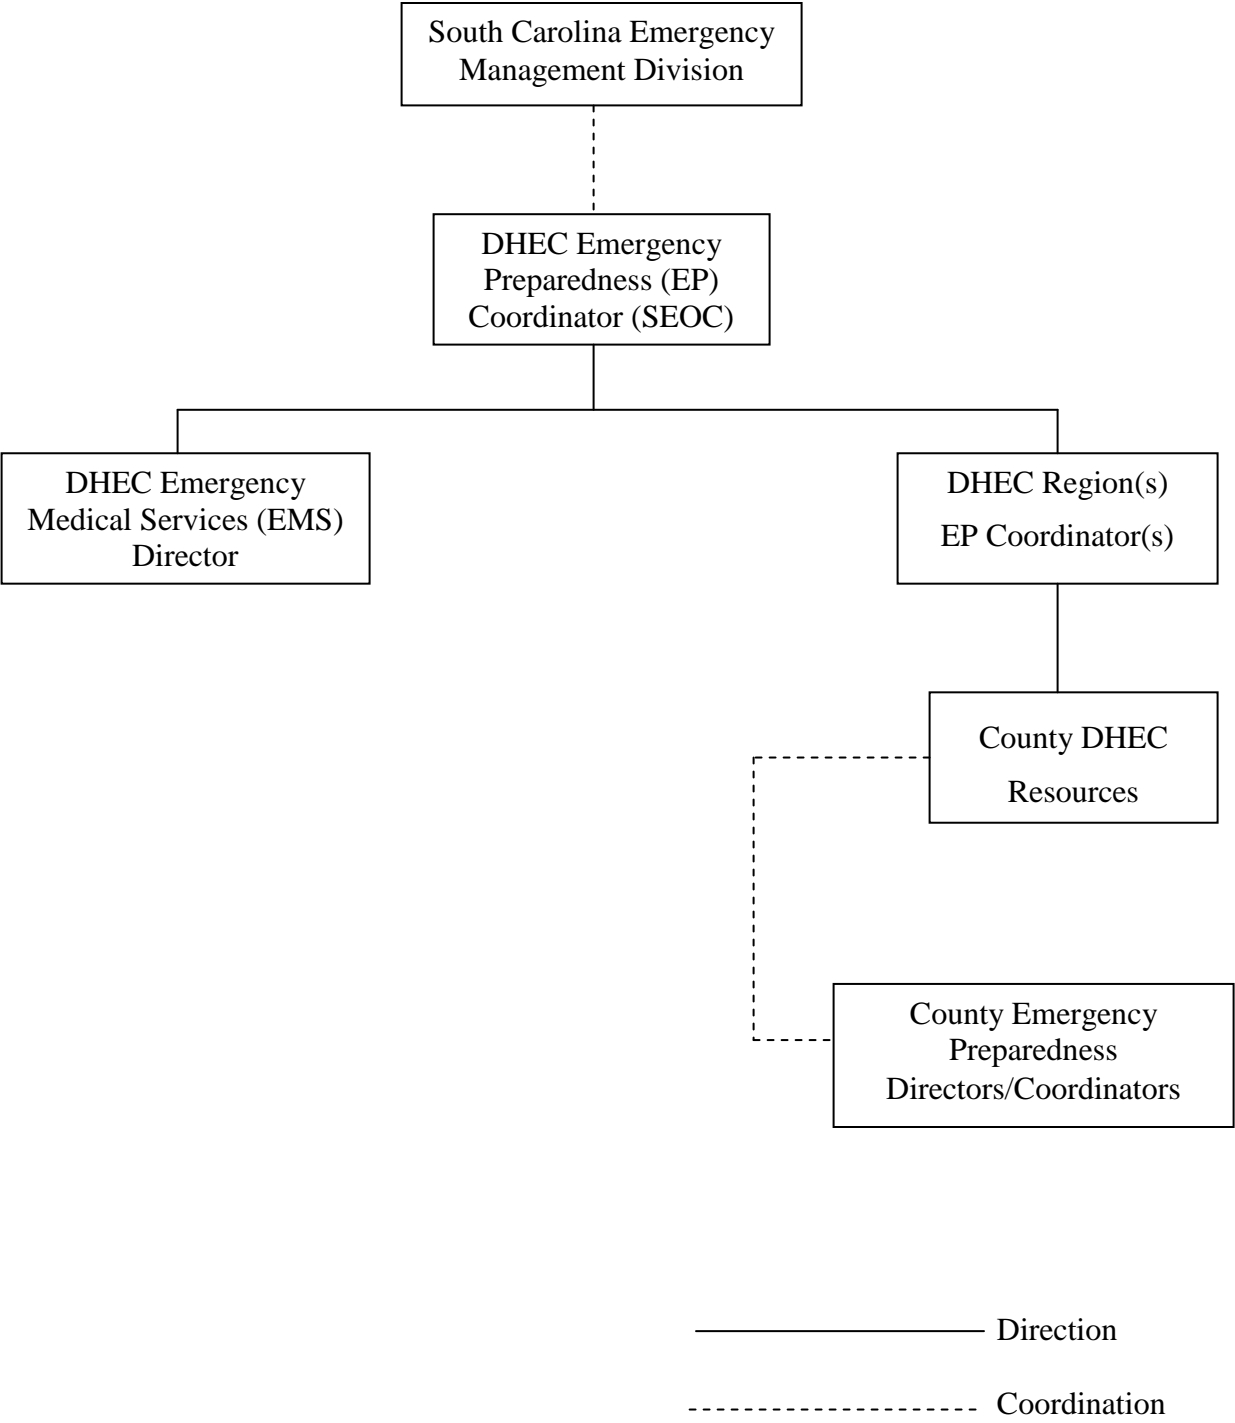 South Carolina Emergency
Management Division
DHEC Emergency
Preparedness (EP)
Coordinator (SEOC)
DHEC Emergency
Medical Services (EMS)
Director
DHEC Region(s)
EP Coordinator(s)
County DHEC
Resources
County Emergency
Preparedness
Directors/Coordinators
Direction
Coordination